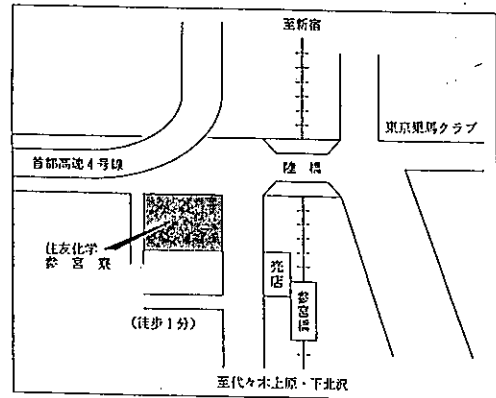 至新宿
東京乗馬クラブ
首都高速4号線
陸橋
住友化学
参宮寮
売店
参宮橋
(徒歩1分)
至代々木上原・下北沢